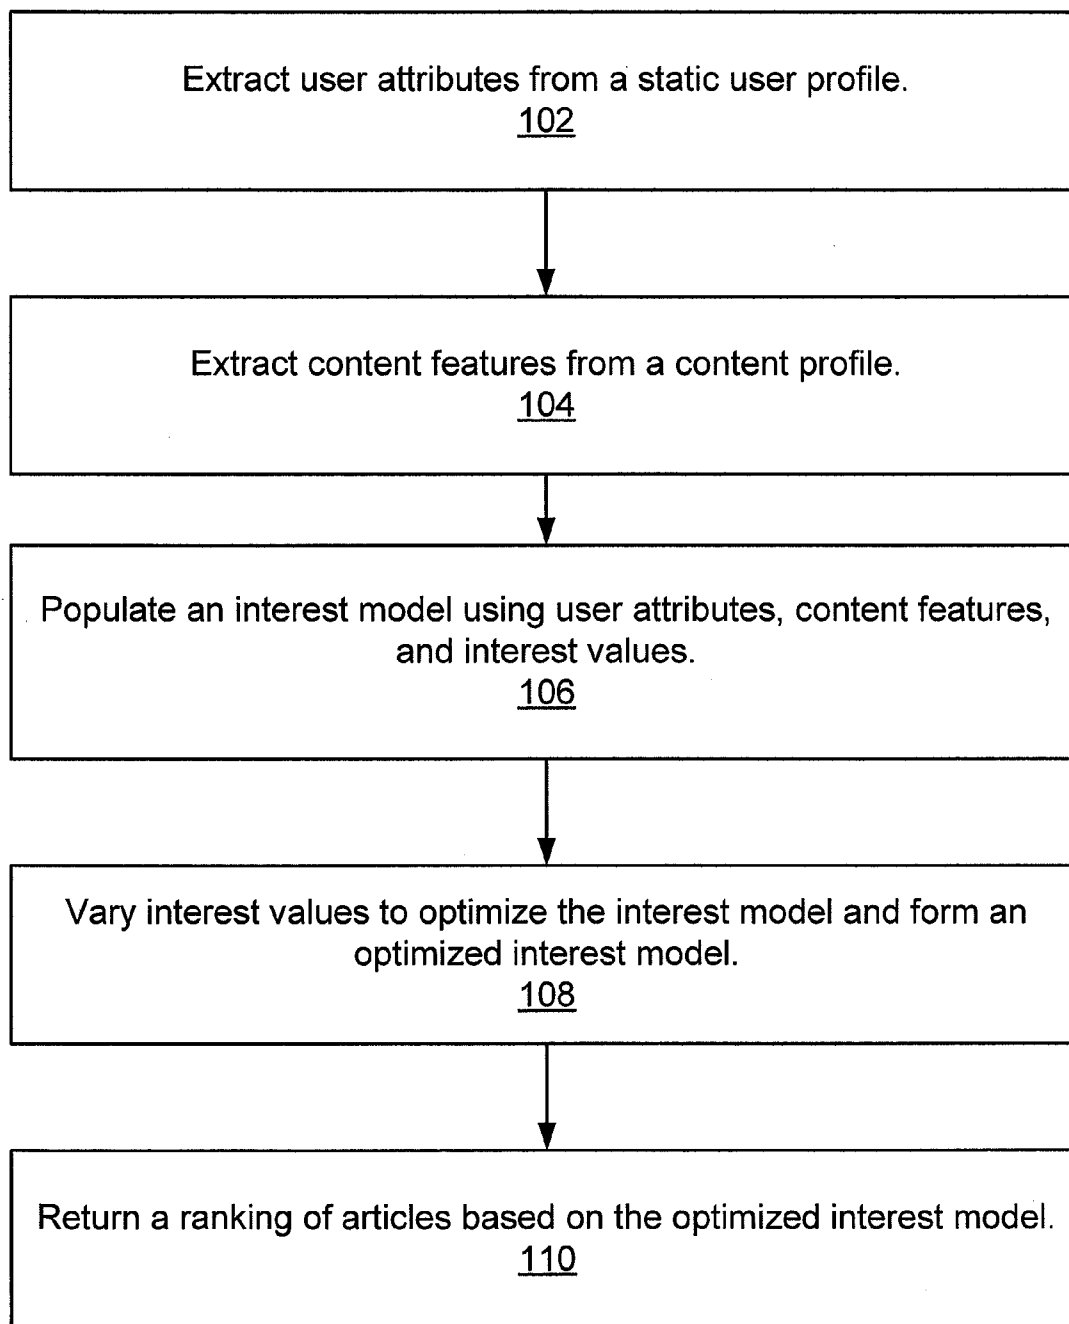 Extract user attributes from a static user profile.
102
Extract content features from a content profile.
104
Populate an interest model using user attributes, content features,
and interest values.
106
Vary interest values to optimize the interest model and form an
optimized interest model.
108
Return a ranking of articles based on the optimized interest model.
110